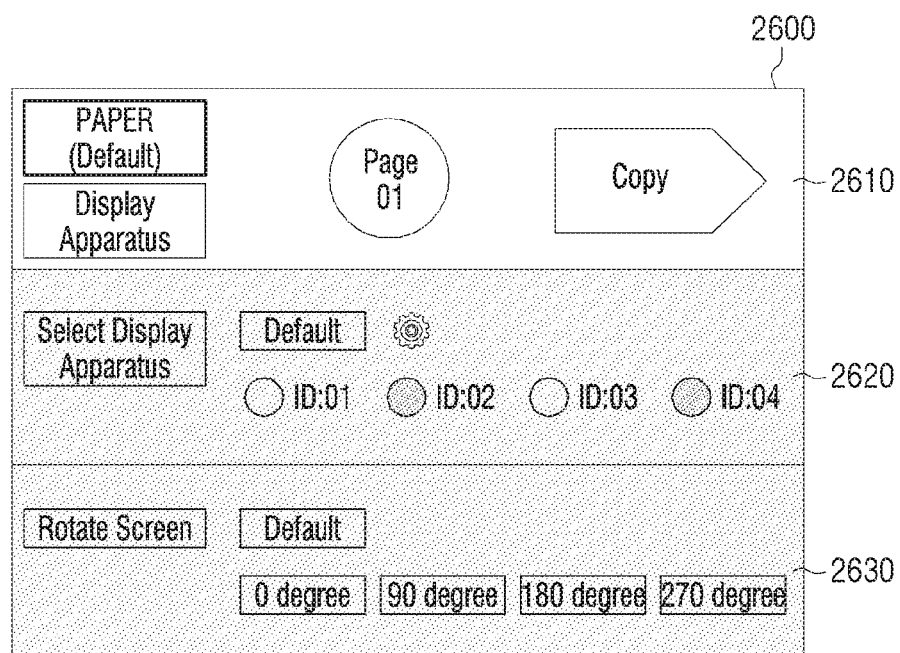 2600
PAPER
(Default)
Display
Apparatus
Page
01
Copy
2610
Select Display
Apparatus
Default
ID:01 ID:02 ID:03 ID:04
2620
Rotate Screen
Default
0 degree 90 degree 180 degree 270 degree
2630